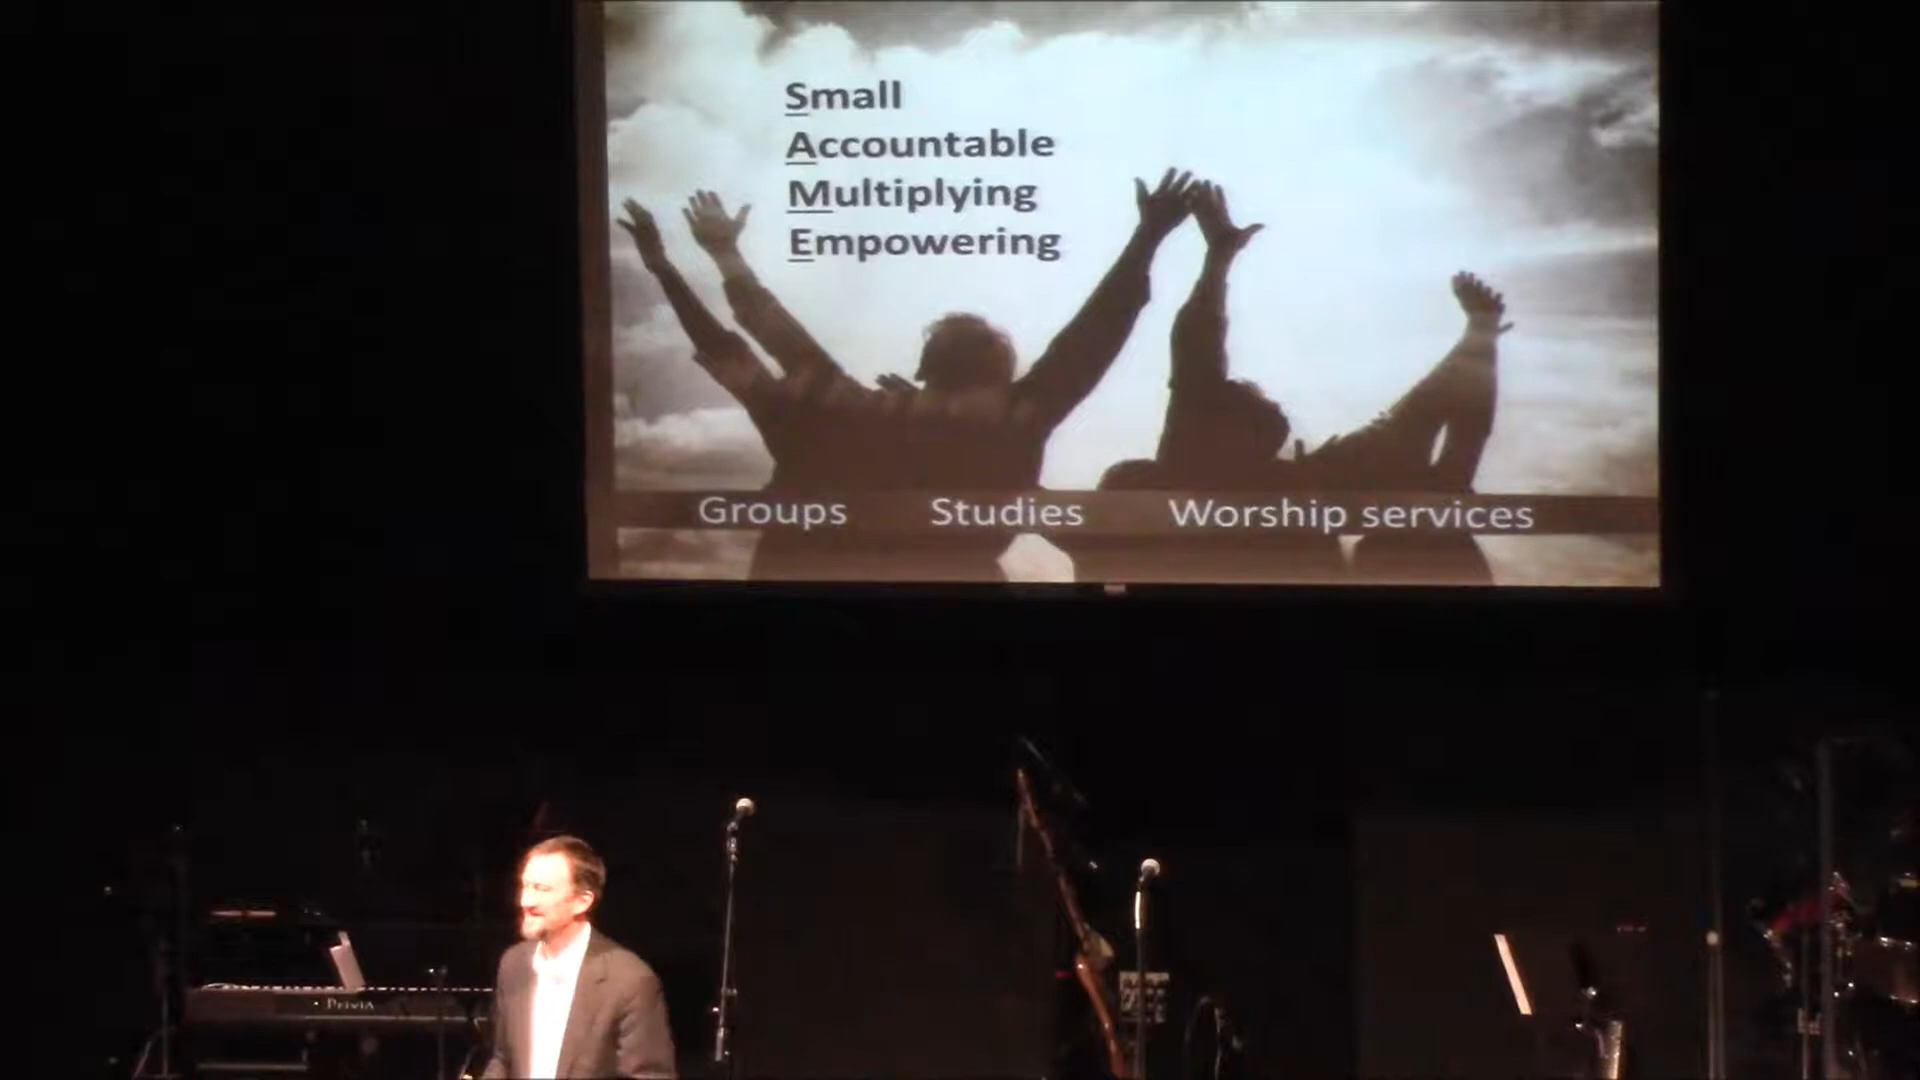 Small
Accountable
Multiplying
Empowering
Groups Studies Worship services
Privia